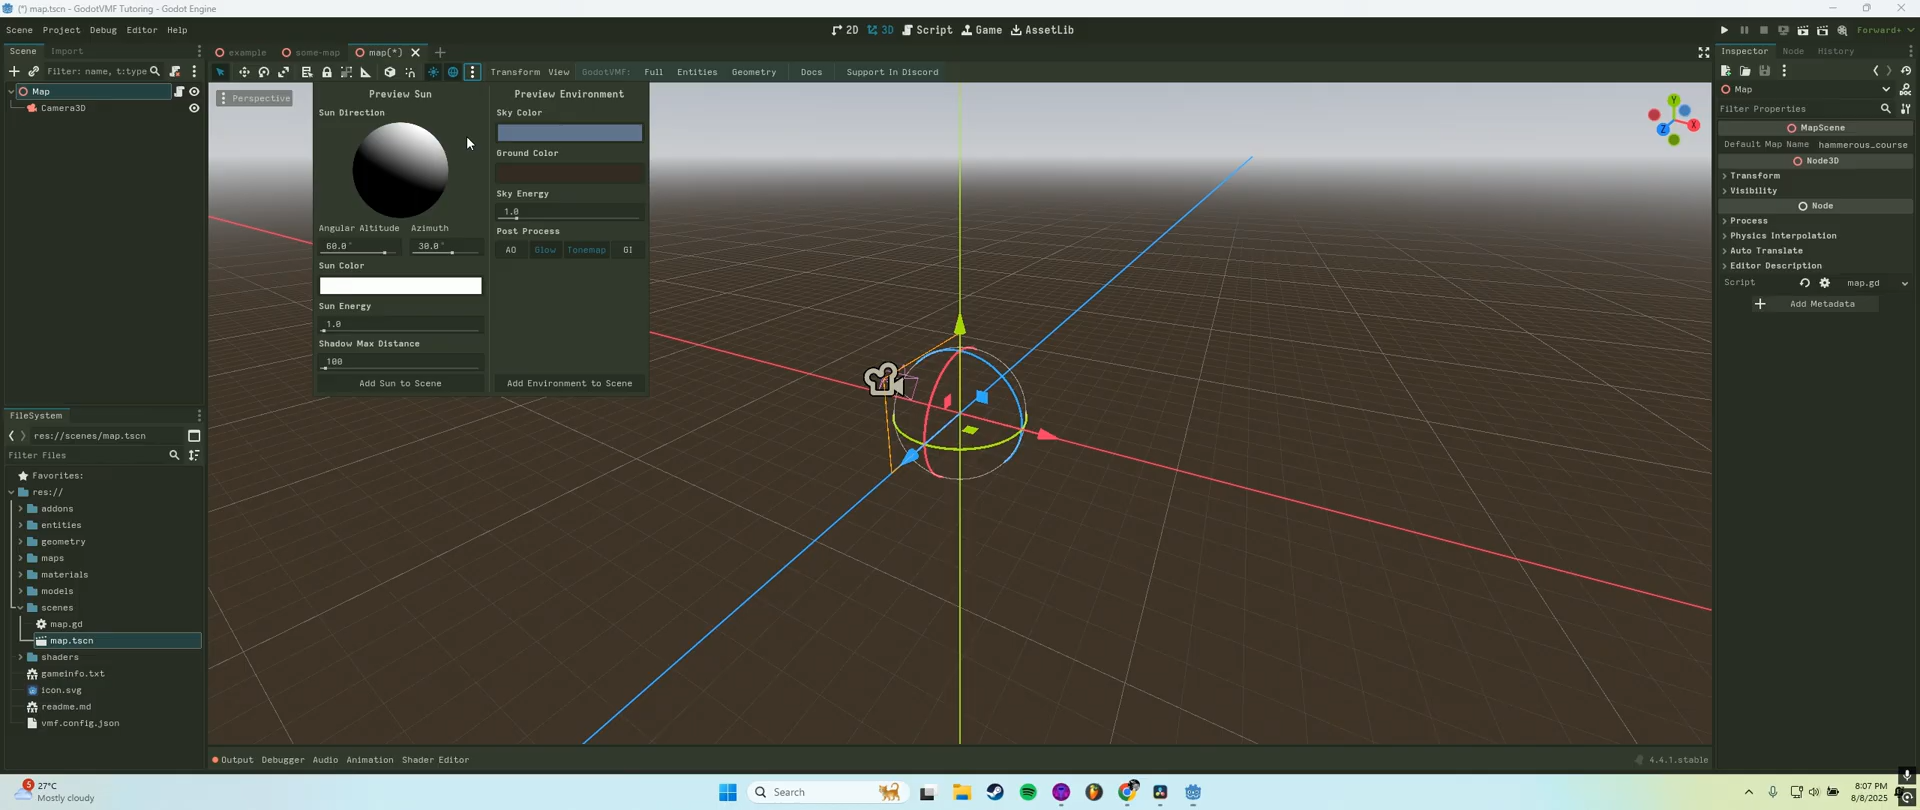 (*) map.tscn - GodotVMF Tutoring - Godot Engine
Scene Project Debug Editor Help
2D 3D Script Game AssetLib
Forward+
Scene Import
example some-map map(*)
Inspector Node History
Filter: name, t:type
Transform View GodotVMF: Full Entities Geometry Docs Support In Discord
Map
Camera3D
Perspective
Preview Sun
Sun Direction
Angular Altitude Azimuth
60.0° 30.0°
Sun Color
Sun Energy
1.0
Shadow Max Distance
100
Add Sun to Scene
Preview Environment
Sky Color
Ground Color
Sky Energy
1.0
Post Process
AO Glow Tonemap GI
Add Environment to Scene
Y
X
Z
Map
Filter Properties
MapScene
Default Map Name hammerous_course
Node3D
Transform
Visibility
Node
Process
Physics Interpolation
Auto Translate
Editor Description
Script map.gd
Add Metadata
FileSystem
res://scenes/map.tscn
Filter Files
Favorites:
res://
addons
entities
geometry
maps
materials
models
scenes
map.gd
map.tscn
shaders
gameinfo.txt
icon.svg
readme.md
vmf.config.json
Output Debugger Audio Animation Shader Editor
4.4.1.stable
5
27°C
Mostly cloudy
Search
8:07 PM
8/8/2025